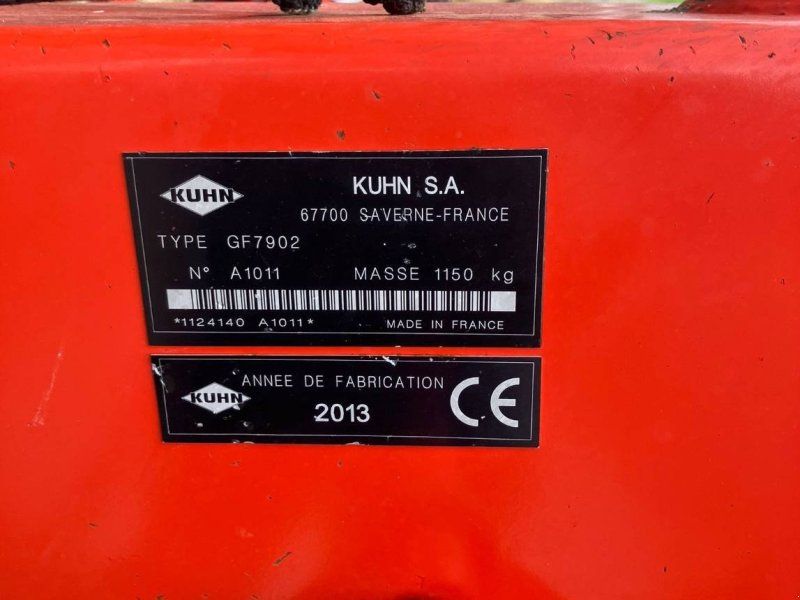 KUHN
KUHN S.A.
67700 SAVERNE-FRANCE
TYPE GF7902
N° A1011 MASSE 1150 kg
*1124140 A1011* MADE IN FRANCE
KUHN
ANNEE DE FABRICATION
2013
CE